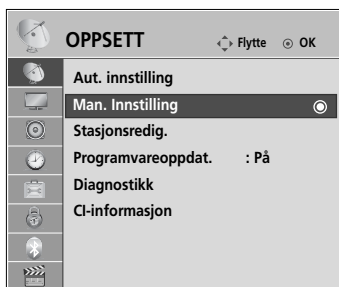 OPPSETT Flytte OK
Aut. innstilling
Man. Innstilling
Stasjonsredig.
Programvareoppdat. : På
Diagnostikk
CI-informasjon